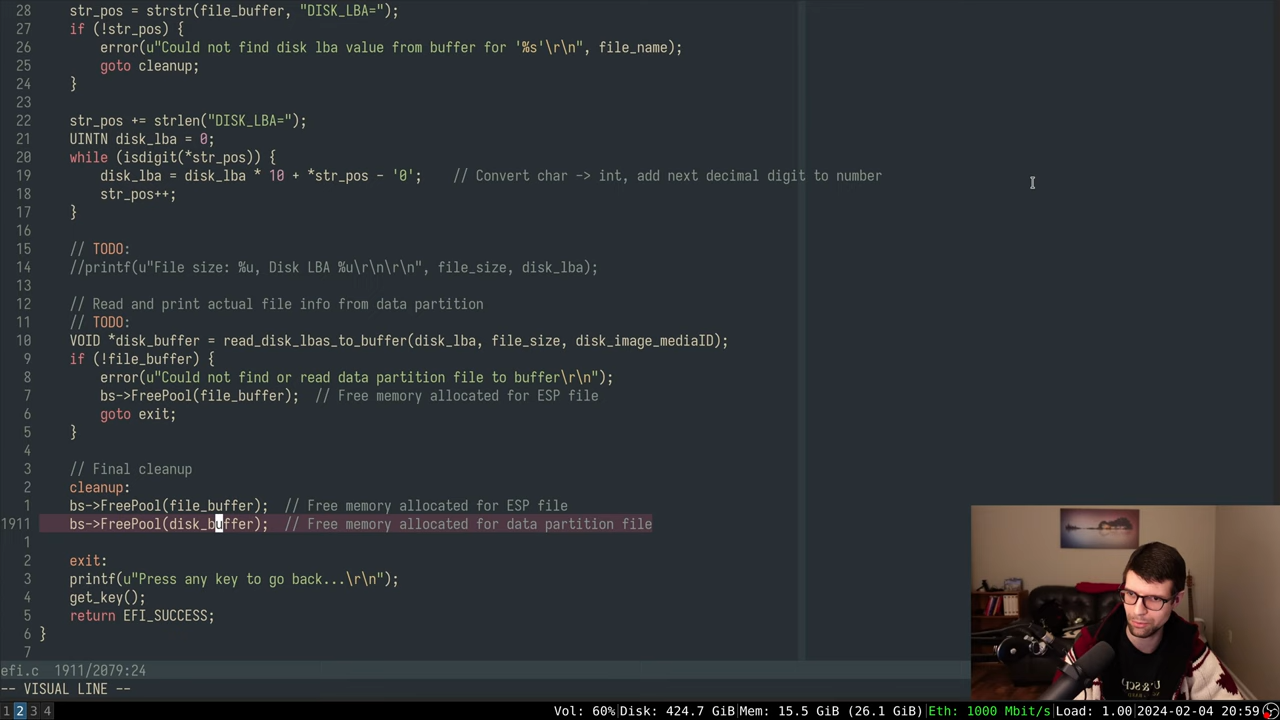 28 str_pos = strstr(file_buffer, "DISK_LBA=");
27 if (!str_pos) {
26 error(u"Could not find disk lba value from buffer for '%s'\r\n", file_name);
25 goto cleanup;
24 }
23
22 str_pos += strlen("DISK_LBA=");
21 UINTN disk_lba = 0;
20 while (isdigit(*str_pos)) {
19 disk_lba = disk_lba * 10 + *str_pos - '0'; // Convert char -> int, add next decimal digit to number
18 str_pos++;
17 }
16
15 // TODO:
14 //printf(u"File size: %u, Disk LBA %u\r\n\r\n", file_size, disk_lba);
13
12 // Read and print actual file info from data partition
11 // TODO:
10 VOID *disk_buffer = read_disk_lbas_to_buffer(disk_lba, file_size, disk_image_mediaID);
9 if (!file_buffer) {
8 error(u"Could not find or read data partition file to buffer\r\n");
7 bs->FreePool(file_buffer); // Free memory allocated for ESP file
6 goto exit;
5 }
4
3 // Final cleanup
2 cleanup:
1 bs->FreePool(file_buffer); // Free memory allocated for ESP file
1911 bs->FreePool(disk_buffer); // Free memory allocated for data partition file
1
2 exit:
3 printf(u"Press any key to go back...\r\n");
4 get_key();
5 return EFI_SUCCESS;
6 }
7
efi.c 1911/2079:24
-- VISUAL LINE --
1 2 3 4 Vol: 60% Disk: 424.7 GiB Mem: 15.5 GiB (26.1 GiB) Eth: 1000 Mbit/s Load: 1.00 2024-02-04 20:59